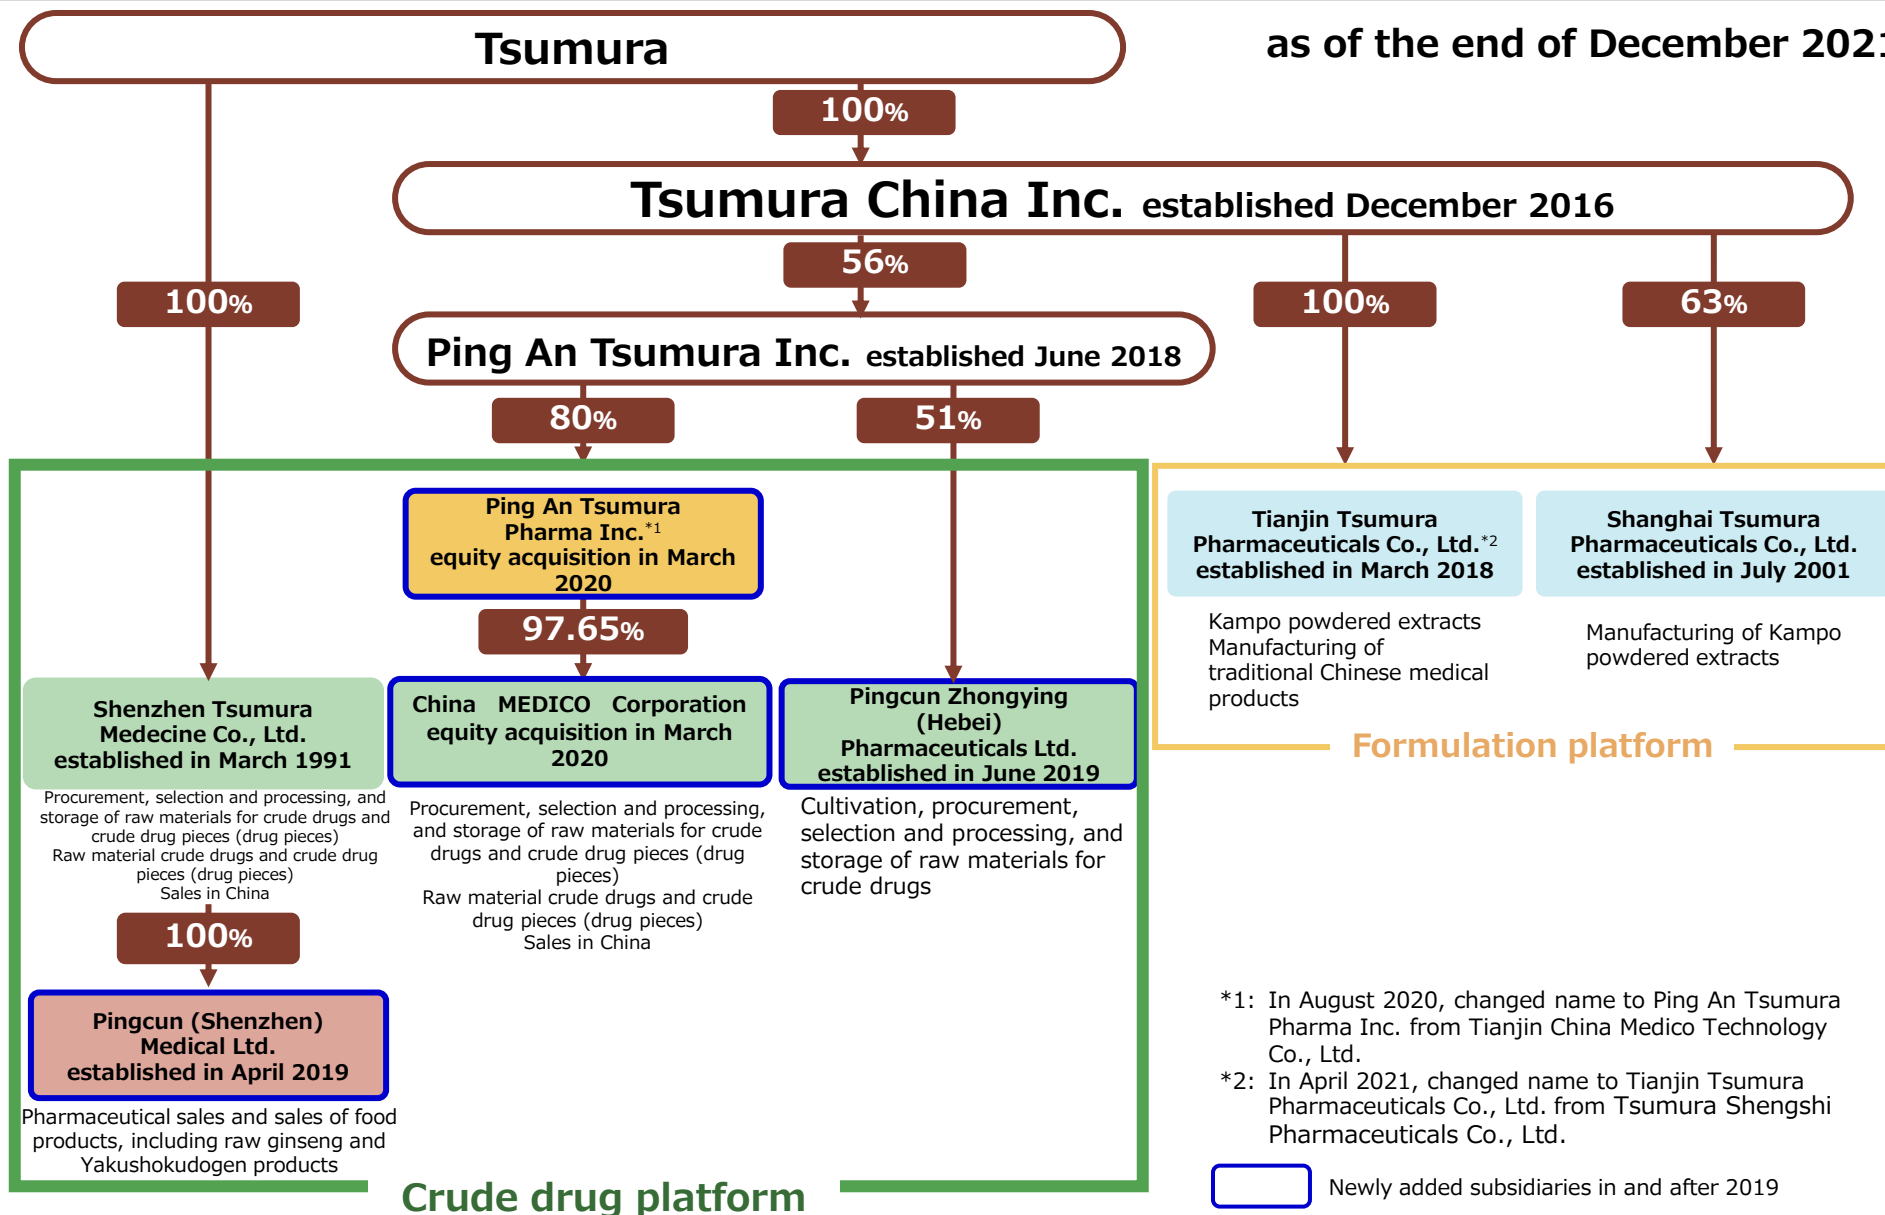 Tsumura
as of the end of December 2021
100%
Tsumura China Inc. established December 2016
56%
100%
100%
63%
Ping An Tsumura Inc. established June 2018
80%
51%
Ping An Tsumura
Pharma Inc.*1
equity acquisition in March
2020
97.65%
Shenzhen Tsumura
Medecine Co., Ltd.
established in March 1991
Procurement, selection and processing, and
storage of raw materials for crude drugs and
crude drug pieces (drug pieces)
Raw material crude drugs and crude drug
pieces (drug pieces)
Sales in China
100%
Pingcun (Shenzhen)
Medical Ltd.
established in April 2019
Pharmaceutical sales and sales of food
products, including raw ginseng and
Yakushokudogen products
China MEDICO Corporation
equity acquisition in March
2020
Procurement, selection and processing,
and storage of raw materials for crude
drugs and crude drug pieces (drug
pieces)
Raw material crude drugs and crude
drug pieces (drug pieces)
Sales in China
Pingcun Zhongying
(Hebei)
Pharmaceuticals Ltd.
established in June 2019
Cultivation, procurement,
selection and processing, and
storage of raw materials for
crude drugs
Crude drug platform
Tianjin Tsumura
Pharmaceuticals Co., Ltd.*2
established in March 2018
Kampo powdered extracts
Manufacturing of
traditional Chinese medical
products
Shanghai Tsumura
Pharmaceuticals Co., Ltd.
established in July 2001
Manufacturing of Kampo
powdered extracts
Formulation platform
*1: In August 2020, changed name to Ping An Tsumura
Pharma Inc. from Tianjin China Medico Technology
Co., Ltd.
*2: In April 2021, changed name to Tianjin Tsumura
Pharmaceuticals Co., Ltd. from Tsumura Shengshi
Pharmaceuticals Co., Ltd.
Newly added subsidiaries in and after 2019